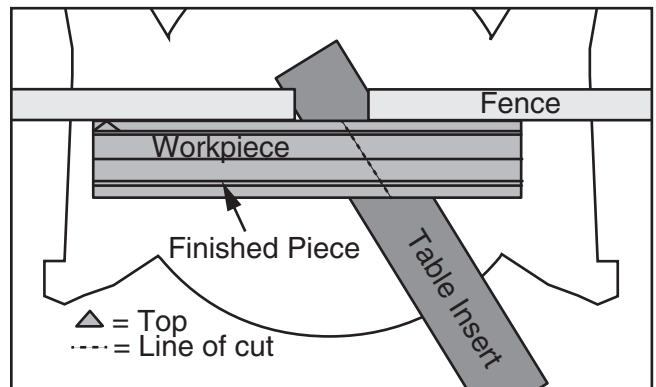 Fence
Workpiece
Finished Piece
Table Insert
= Top
= Line of cut